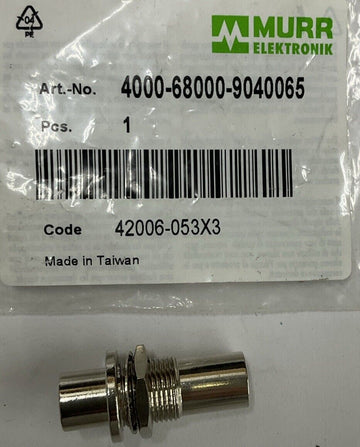 04
PE
MURR
ELEKTRONIK
Art.-No. 4000-68000-9040065
Pcs. 1
Code 42006-053X3
Made in Taiwan